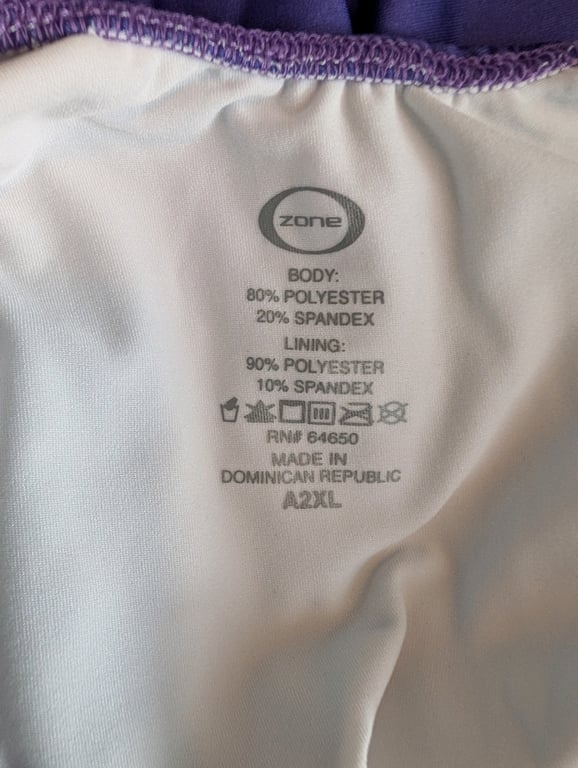 zone
BODY:
80% POLYESTER
20% SPANDEX
LINING:
90% POLYESTER
10% SPANDEX
RN# 64650
MADE IN
DOMINICAN REPUBLIC
A2XL